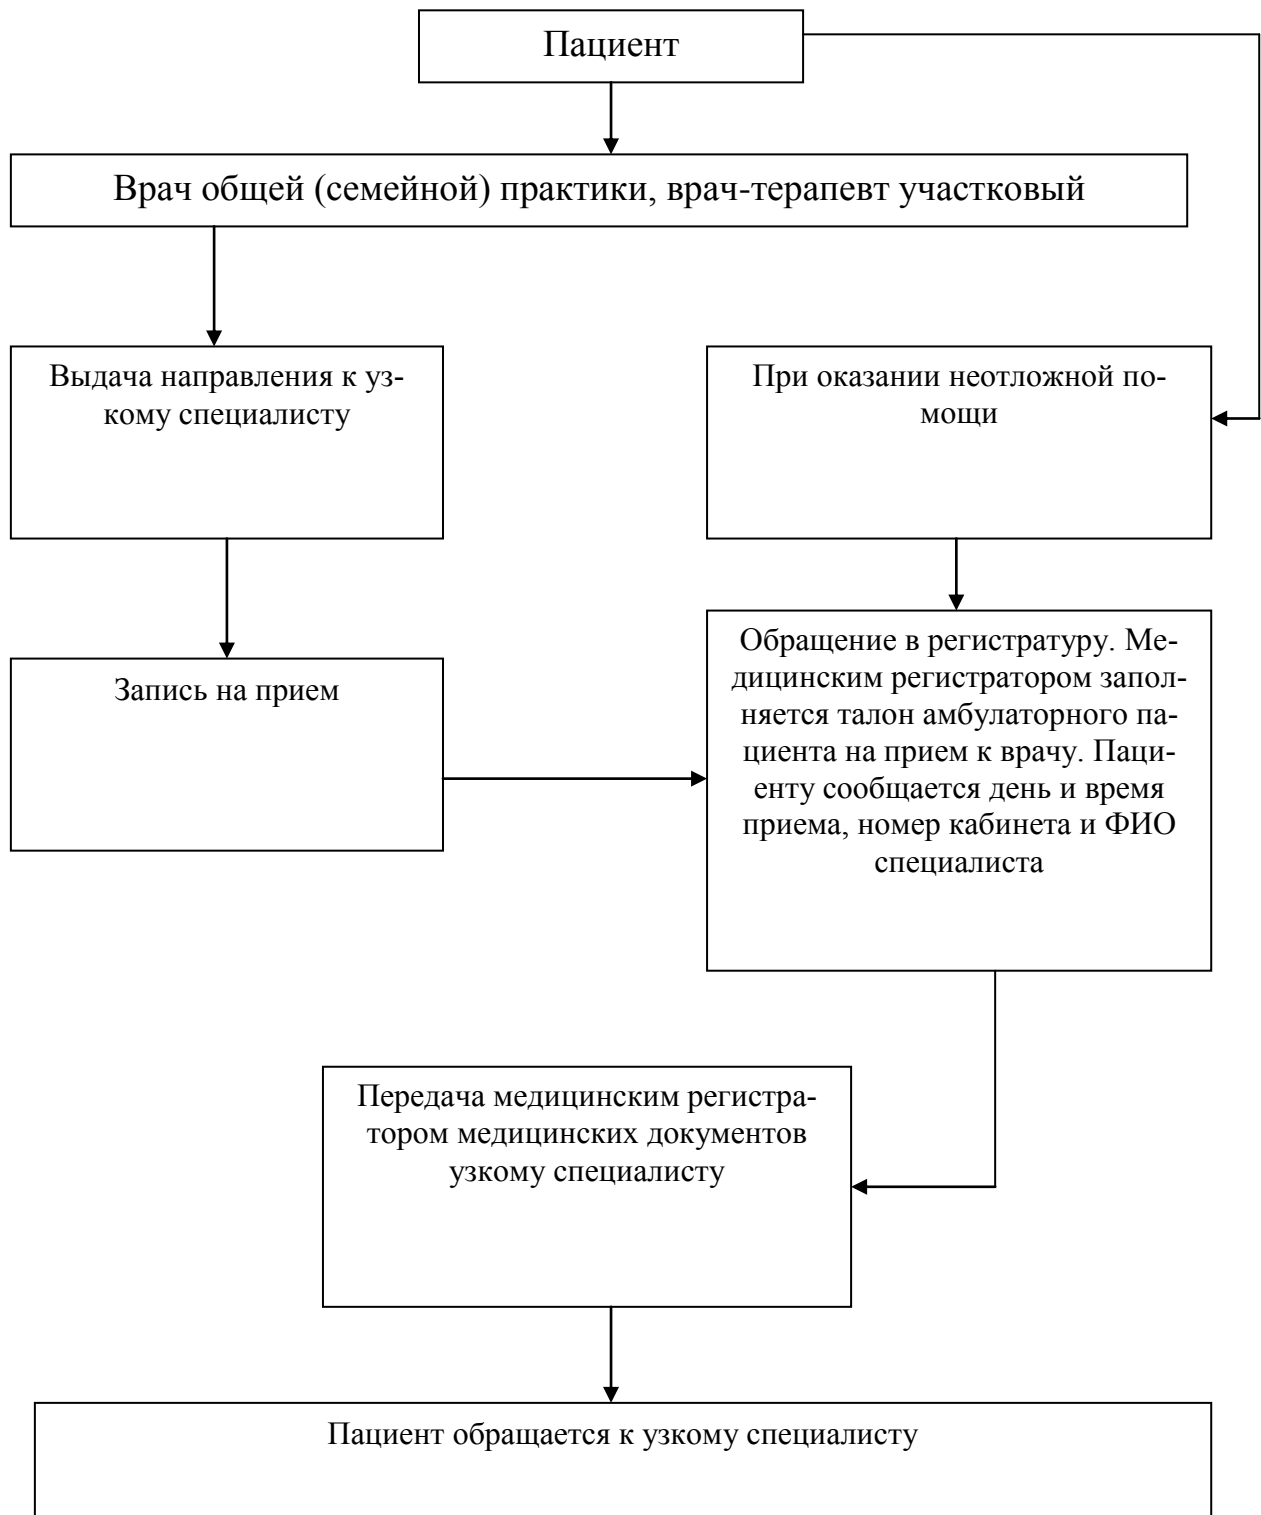 Пациент
Врач общей (семейной) практики, врач-терапевт участковый
Выдача направления к уз-
кому специалисту
При оказании неотложной по-
мощи
Запись на прием
Обращение в регистратуру. Ме-
дицинским регистратором запол-
няется талон амбулаторного па-
циента на прием к врачу. Паци-
енту сообщается день и время
приема, номер кабинета и ФИО
специалиста
Передача медицинским регистра-
тором медицинских документов
узкому специалисту
Пациент обращается к узкому специалисту